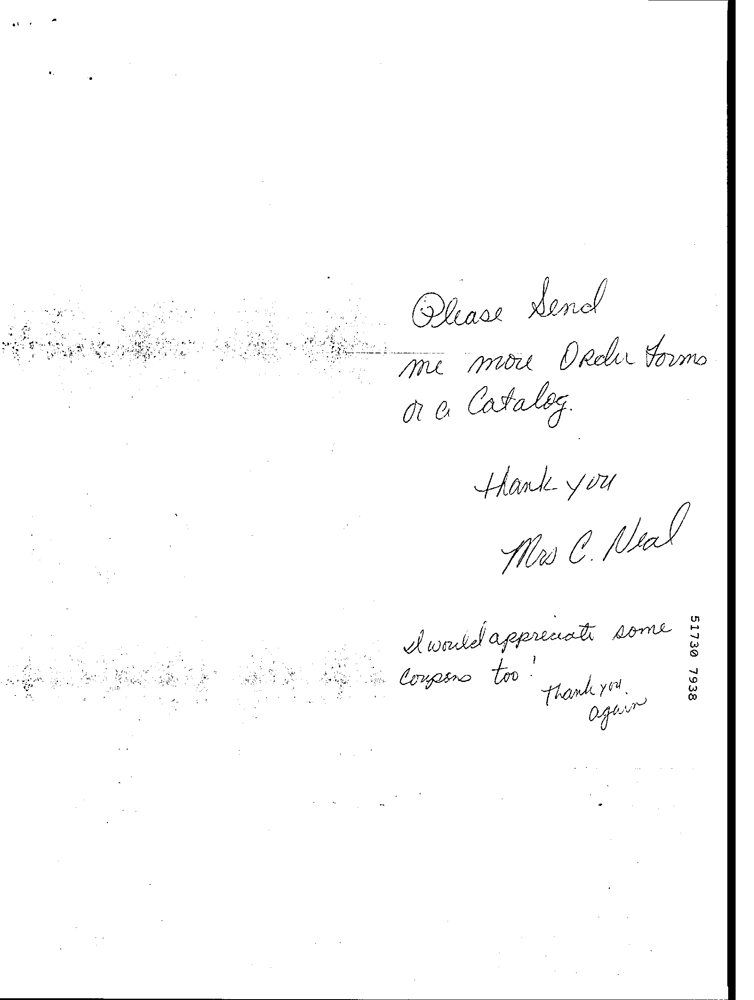 Please Send
me more Order Forms
or a Catalog.
thank you
Mrs C. Neal
I would appreciate some
Coupons too!
Thank you
again
51730 7938